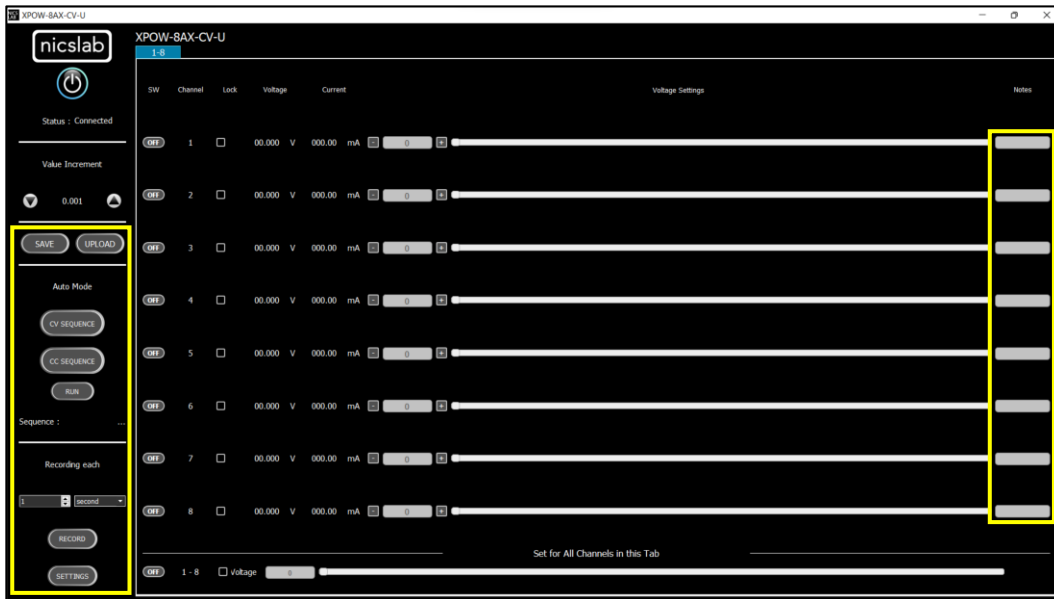 XPOW-8AX-CV-U
nicslab
Status : Connected
Value Increment
0.001
SAVE UPLOAD
Auto Mode
CV SEQUENCE
CC SEQUENCE
RUN
Sequence : ...
Recording each
1 second
RECORD
SETTINGS
XPOW-8AX-CV-U
1-8
SW Channel Lock Voltage Current Voltage Settings Notes
OFF 1 00.000 V 000.00 mA - 0 +
OFF 2 00.000 V 000.00 mA - 0 +
OFF 3 00.000 V 000.00 mA - 0 +
OFF 4 00.000 V 000.00 mA - 0 +
OFF 5 00.000 V 000.00 mA - 0 +
OFF 6 00.000 V 000.00 mA - 0 +
OFF 7 00.000 V 000.00 mA - 0 +
OFF 8 00.000 V 000.00 mA - 0 +
Set for All Channels in this Tab
OFF 1 - 8 Voltage 0